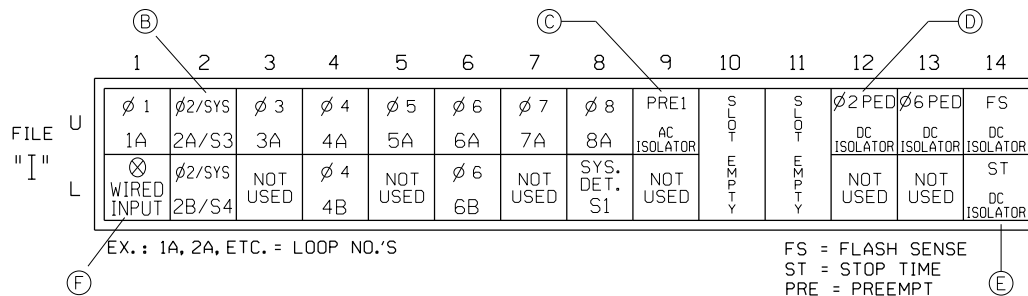 B C D
1 2 3 4 5 6 7 8 9 10 11 12 13 14
FILE "I"
U
Ø 1 Ø2/SYS Ø 3 Ø 4 Ø 5 Ø 6 Ø 7 Ø 8 PRE1 SLOT EMPTY SLOT EMPTY Ø2 PED Ø6 PED FS
1A 2A/S3 3A 4A 5A 6A 7A 8A AC ISOLATOR DC ISOLATOR DC ISOLATOR DC ISOLATOR
L
⊗ WIRED INPUT
Ø2/SYS 2B/S4
NOT USED
Ø 4 4B
NOT USED
Ø 6 6B
NOT USED
SYS. DET. S1
NOT USED
NOT USED
NOT USED
ST DC ISOLATOR
EX.: 1A, 2A, ETC. = LOOP NO.'S
FS = FLASH SENSE
ST = STOP TIME
PRE = PREEMPT
F E